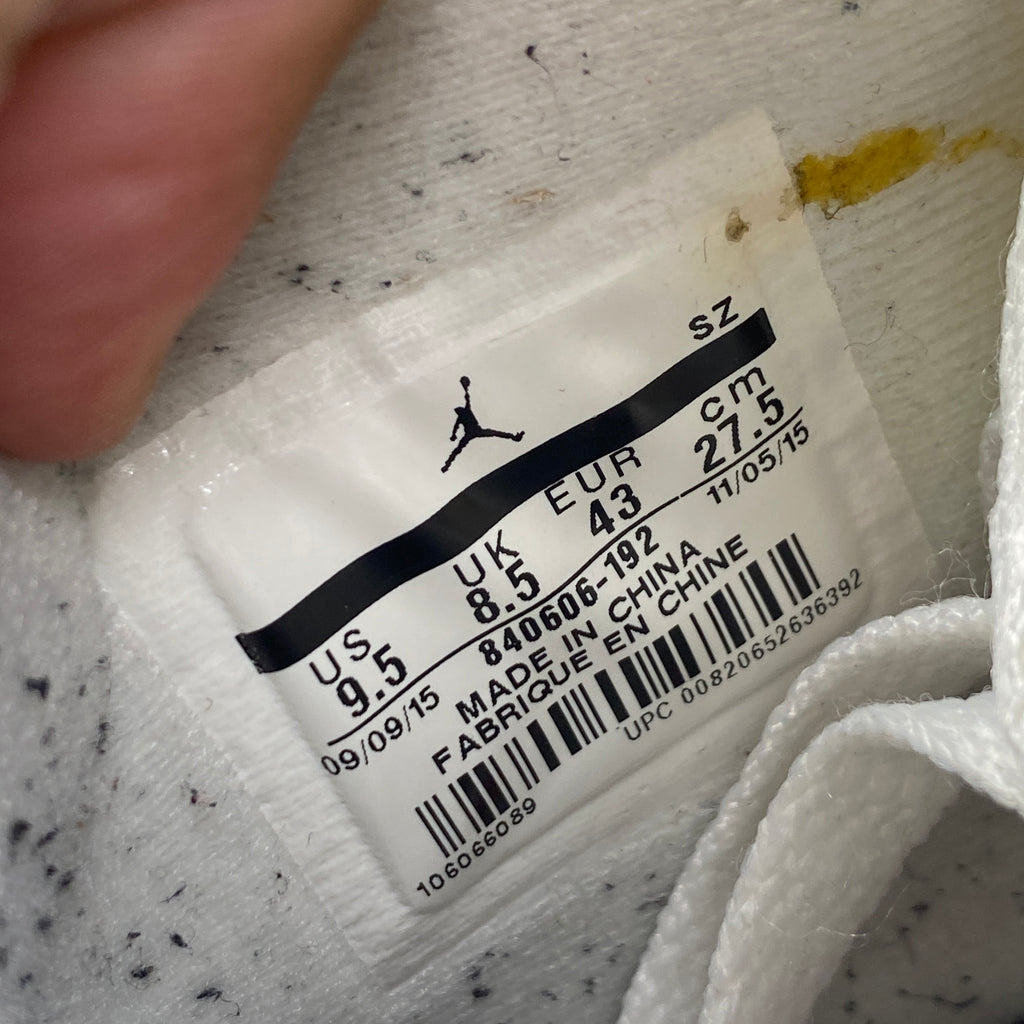 SZ
US UK EUR cm
9.5 8.5 43 27.5
09/09/15 840606-192 11/05/15
MADE IN CHINA
FABRIQUE EN CHINE
106066089 UPC 00820652636392